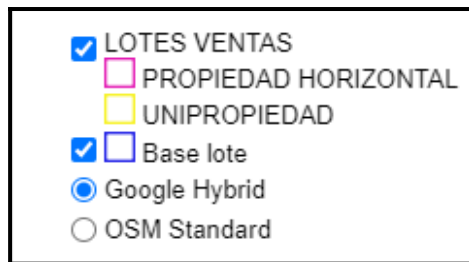 LOTES VENTAS
PROPIEDAD HORIZONTAL
UNIPROPIEDAD
Base lote
Google Hybrid
OSM Standard